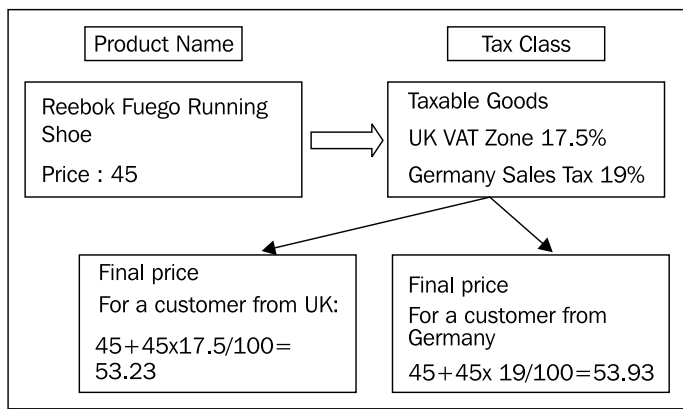 Product Name
Tax Class
Reebok Fuego Running
Shoe
Price : 45
Taxable Goods
UK VAT Zone 17.5%
Germany Sales Tax 19%
Final price
For a customer from UK:
45+45x17.5/100=
53.23
Final price
For a customer from
Germany
45+45x 19/100=53.93